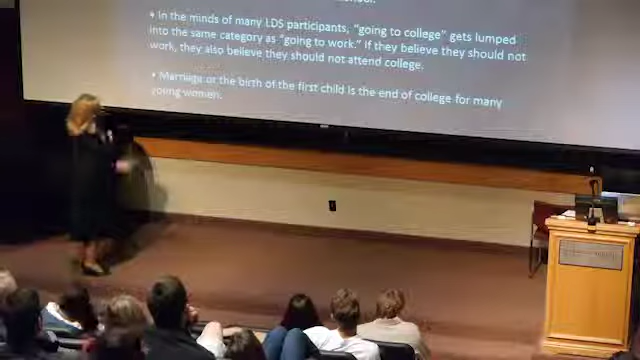 • In the minds of many LDS participants, "going to college" gets lumped
into the same category as "going to work." If they believe they should not
work, they also believe they should not attend college.
• Marriage or the birth of the first child is the end of college for many
young women.